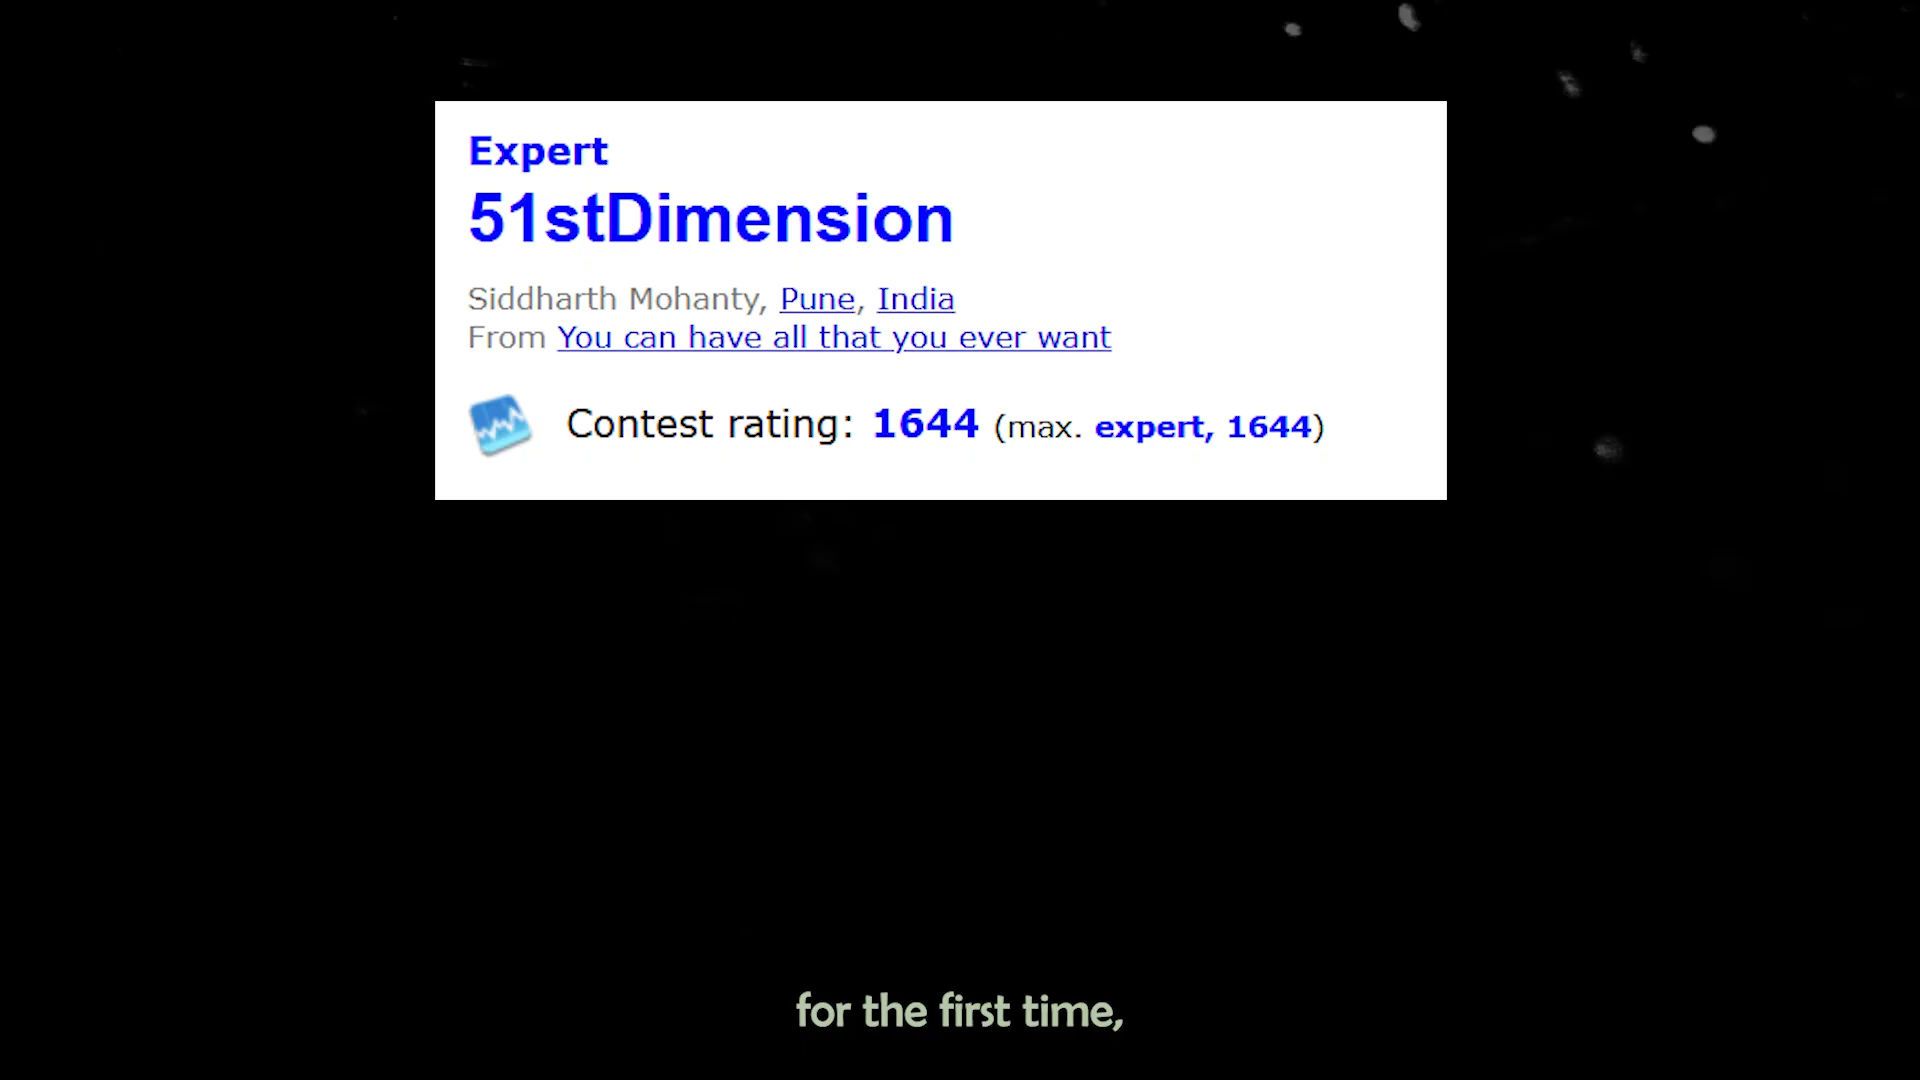 Expert
51stDimension
Siddharth Mohanty, Pune, India
From You can have all that you ever want
Contest rating: 1644 (max. expert, 1644)
for the first time,